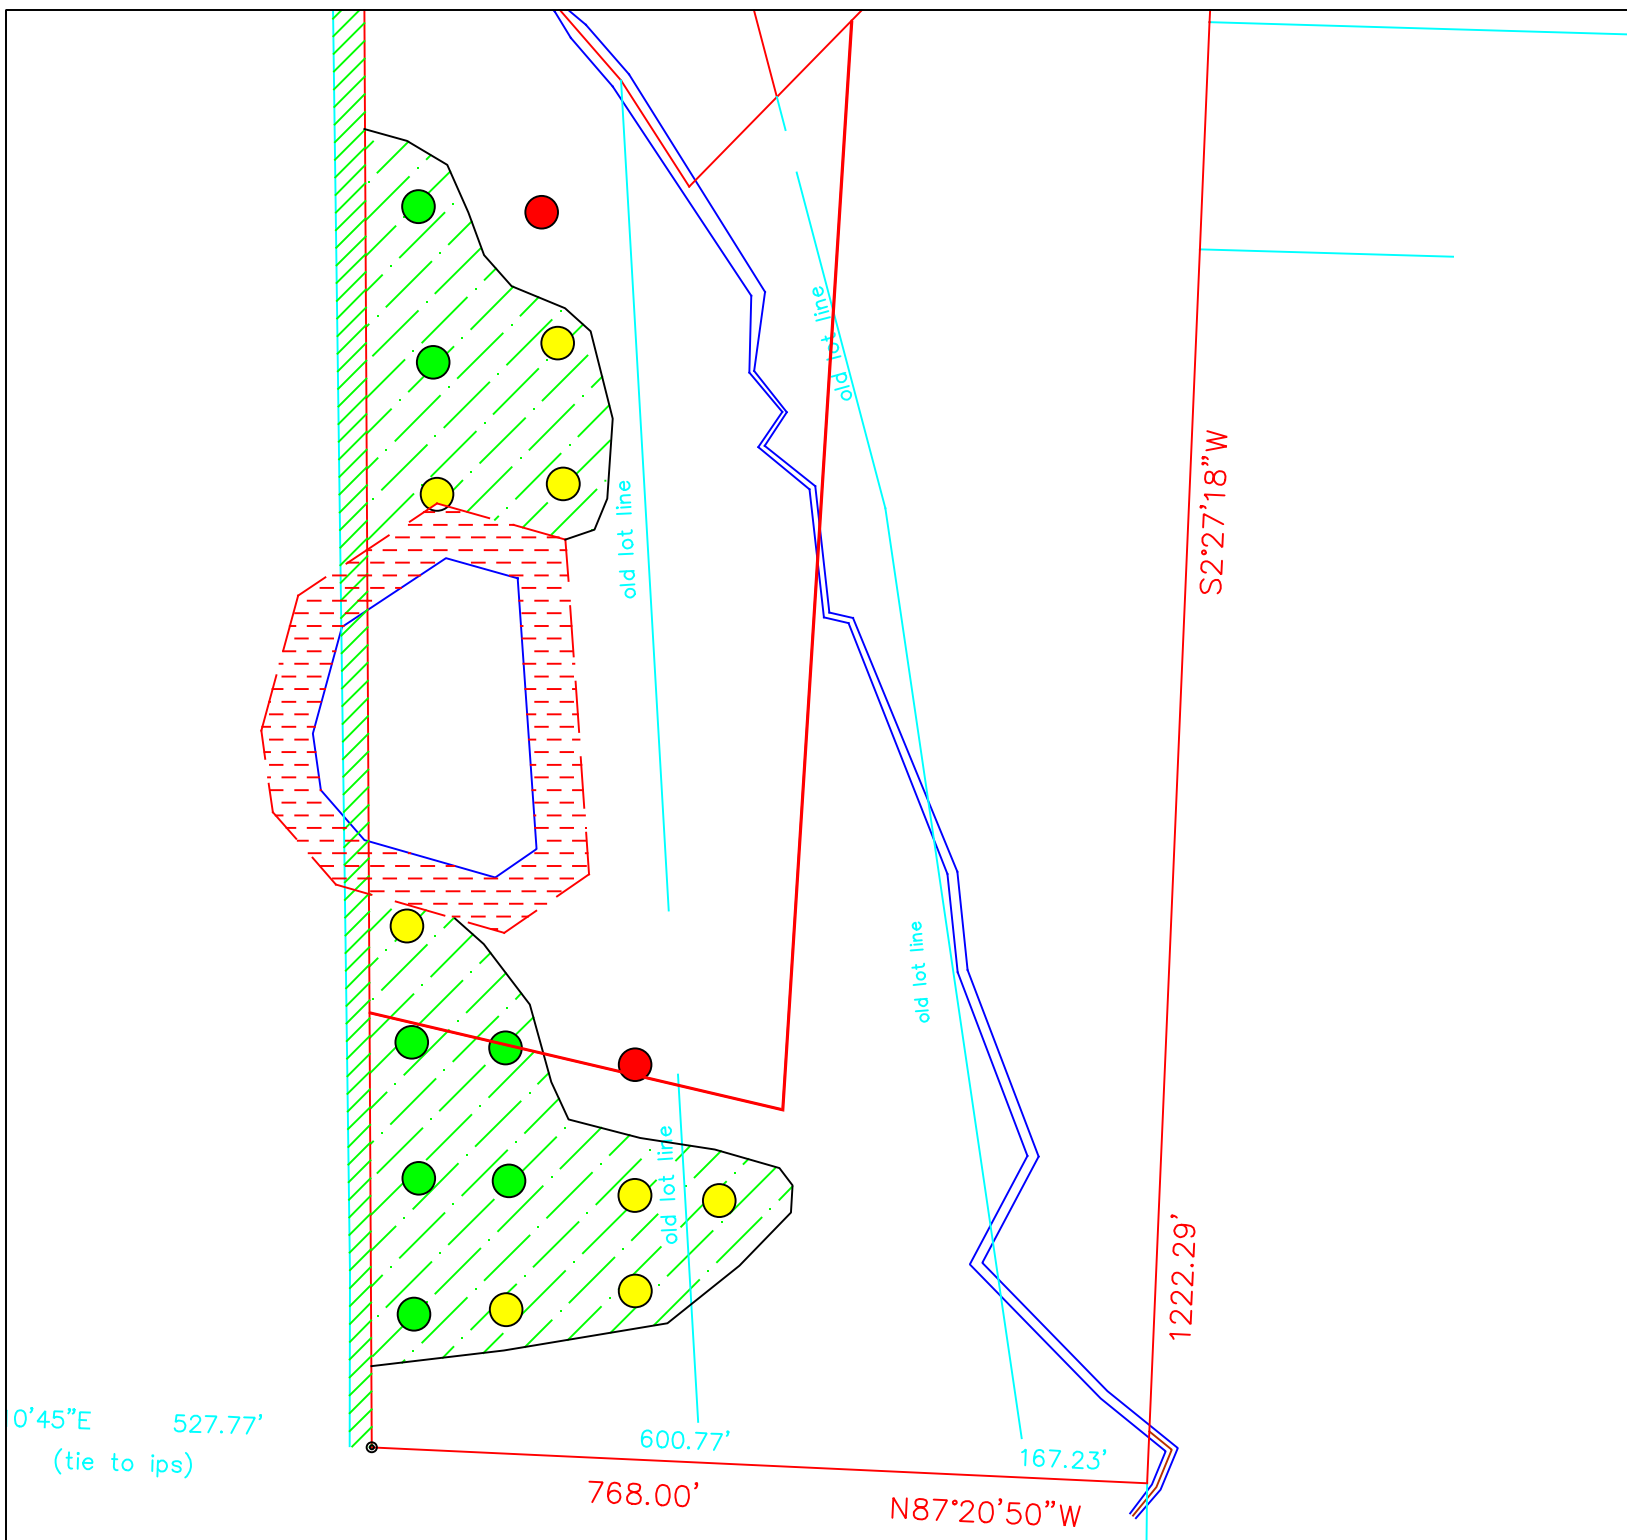 old lot line
old lot line
S2°27'18"W
old lot line
old lot line
1222.29'
0'45"E 527.77'
(tie to ips)
600.77'
167.23'
768.00' N87°20'50"W